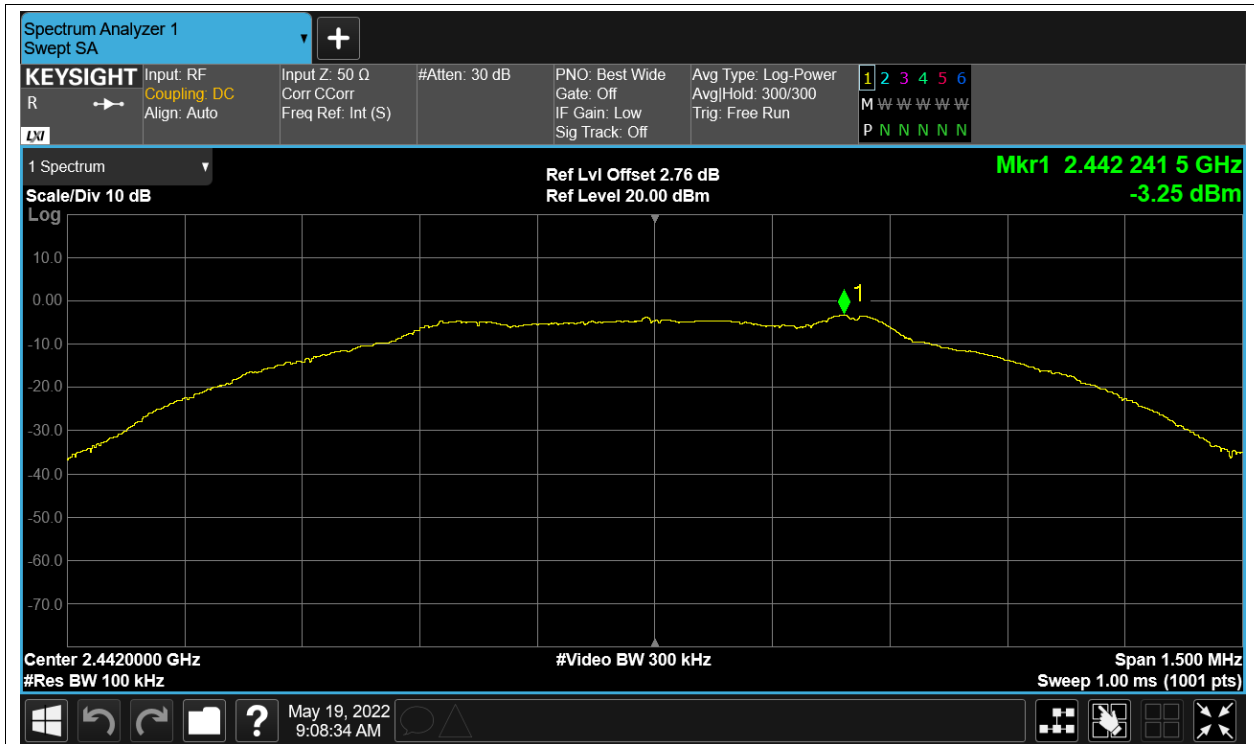 Spectrum Analyzer 1
Swept SA
KEYSIGHT
R
LXI
Input: RF
Coupling: DC
Align: Auto
Input Z: 50 Ω
Corr CCorr
Freq Ref: Int (S)
#Atten: 30 dB
PNO: Best Wide
Gate: Off
IF Gain: Low
Sig Track: Off
Avg Type: Log-Power
Avg|Hold: 300/300
Trig: Free Run
1 2 3 4 5 6
M W W W W W
P N N N N N
1 Spectrum
Scale/Div 10 dB
Log
Ref Lvl Offset 2.76 dB
Ref Level 20.00 dBm
Mkr1 2.442 241 5 GHz
-3.25 dBm
10.0
0.00
1
-10.0
-20.0
-30.0
-40.0
-50.0
-60.0
-70.0
Center 2.4420000 GHz
#Res BW 100 kHz
#Video BW 300 kHz
Span 1.500 MHz
Sweep 1.00 ms (1001 pts)
?
May 19, 2022
9:08:34 AM